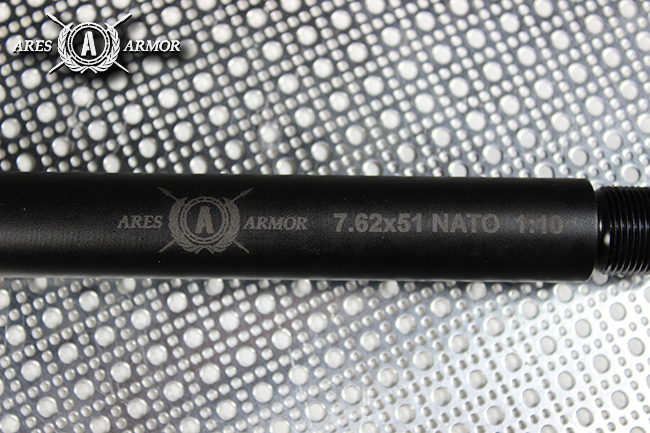 ARES A ARMOR
ARES A ARMOR 7.62x51 NATO 1:10